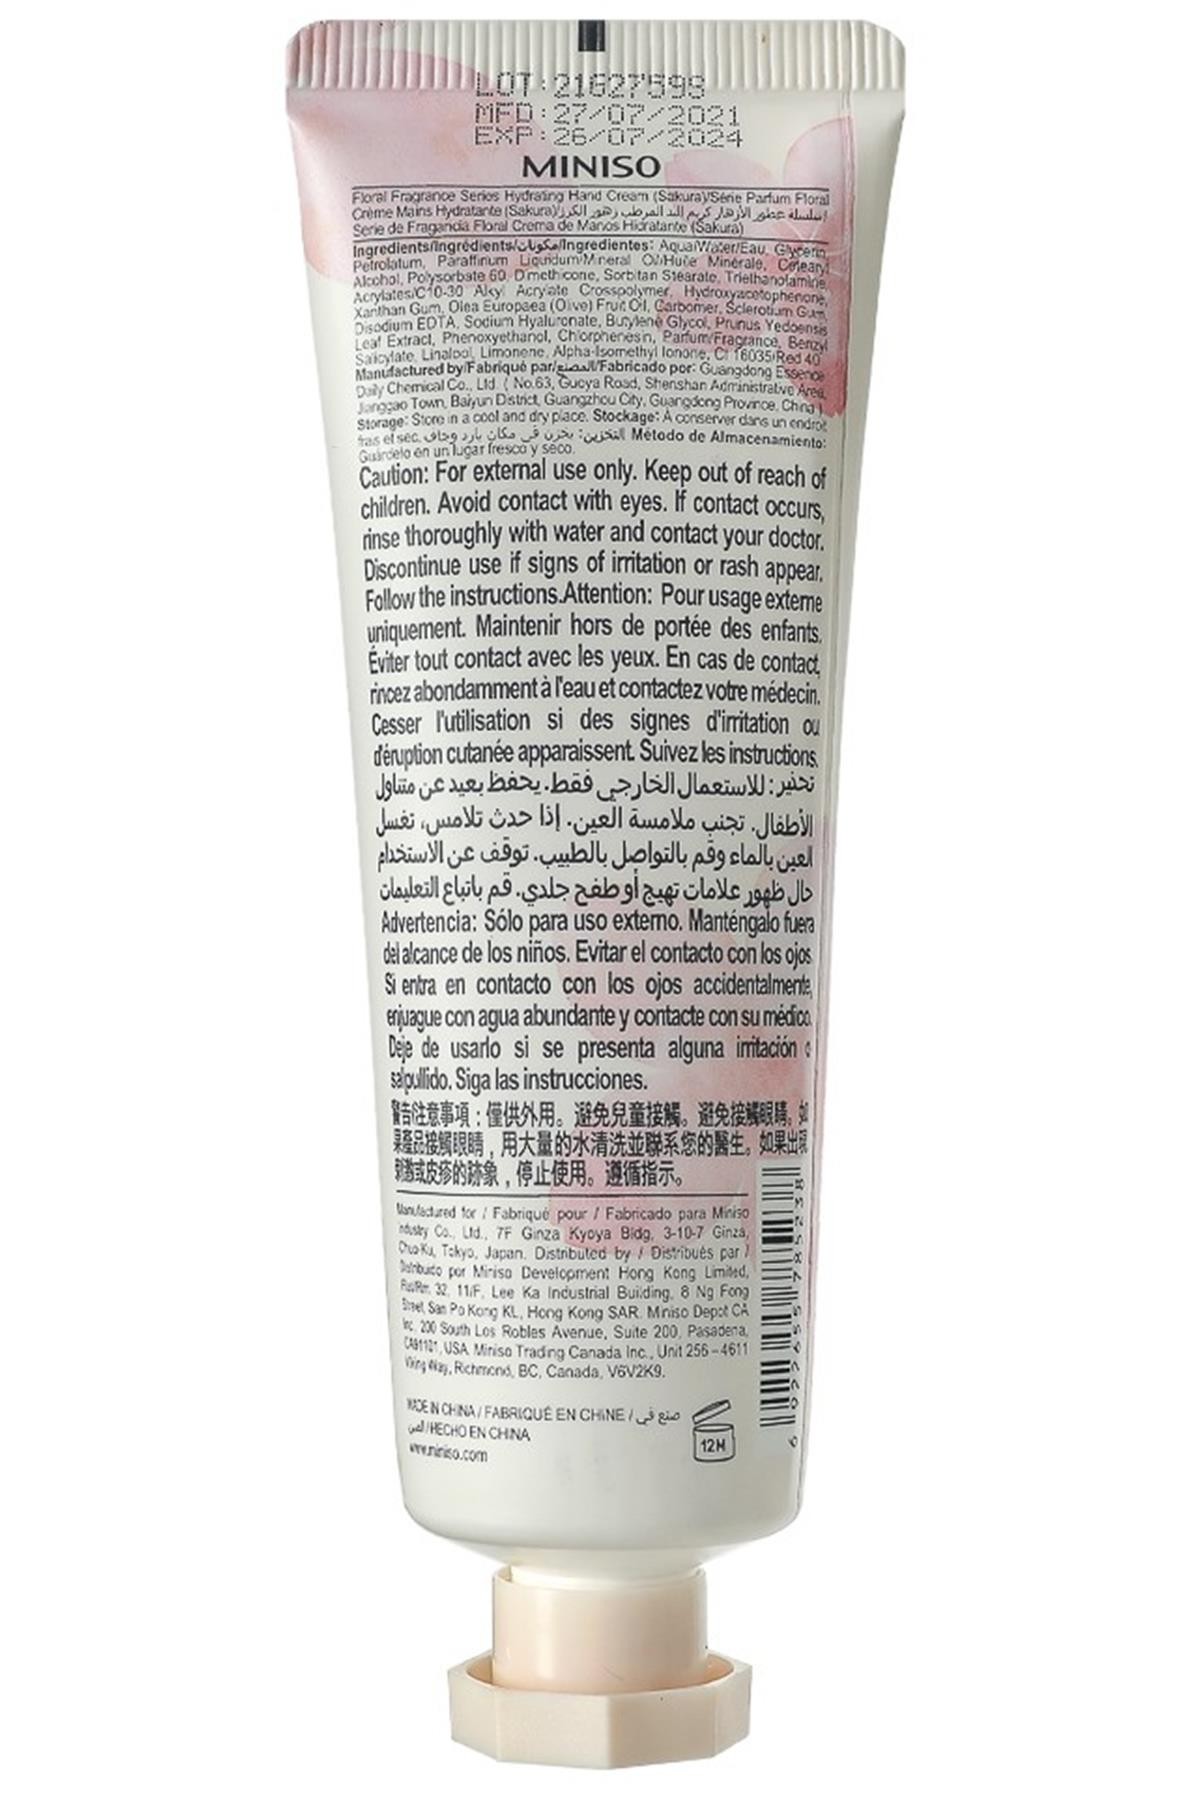 LOT:21627599
MFD:27/07/2021
EXP:26/07/2024
MINISO
Floral Fragrance Series Hydrating Hand Cream (Sakura)/Série Parfum Floral
Crème Mains Hydratante (Sakura)/سلسلة عطور الأزهار كريم اليد المرطب زهور الكرز/
Serie de Fragancia Floral Crema de Manos Hidratante (Sakura)
Ingredients/Ingrédients/مكونات/Ingredientes: Aqua/Water/Eau, Glycerin,
Petrolatum, Paraffinum Liquidum/Mineral Oil/Huile Minérale, Cetearyl
Alcohol, Polysorbate 60, Dimethicone, Sorbitan Stearate, Triethanolamine,
Acrylates/C10-30 Alkyl Acrylate Crosspolymer, Hydroxyacetophenone,
Xanthan Gum, Olea Europaea (Olive) Fruit Oil, Carbomer, Sclerotium Gum,
Disodium EDTA, Sodium Hyaluronate, Butylene Glycol, Prunus Yedoensis
Leaf Extract, Phenoxyethanol, Chlorphenesin, Parfum/Fragrance, Benzyl
Salicylate, Linalool, Limonene, Alpha-Isomethyl Ionone, CI 16035/Red 40
Manufactured by/Fabriqué par/المصنع/Fabricado por: Guangdong Essence
Daily Chemical Co., Ltd. ( No.63, Guoya Road, Shenshan Administrative Area,
Jianggao Town, Baiyun District, Guangzhou City, Guangdong Province, China )
Storage: Store in a cool and dry place. Stockage: À conserver dans un endroit
frais et sec. التخزين: يخزن في مكان بارد وجاف Método de Almacenamiento:
Guárdelo en un lugar fresco y seco.
Caution: For external use only. Keep out of reach of
children. Avoid contact with eyes. If contact occurs,
rinse thoroughly with water and contact your doctor.
Discontinue use if signs of irritation or rash appear.
Follow the instructions.Attention: Pour usage externe
uniquement. Maintenir hors de portée des enfants.
Éviter tout contact avec les yeux. En cas de contact,
rincez abondamment à l'eau et contactez votre médecin.
Cesser l'utilisation si des signes d'irritation ou
d'éruption cutanée apparaissent. Suivez les instructions.
تحذير: للاستعمال الخارجي فقط. يحفظ بعيد عن متناول
الأطفال. تجنب ملامسة العين. إذا حدث تلامس، تغسل
العين بالماء وقم بالتواصل بالطبيب. توقف عن الاستخدام
حال ظهور علامات تهيج أو طفح جلدي. قم باتباع التعليمات
Advertencia: Sólo para uso externo. Manténgalo fuera
del alcance de los niños. Evitar el contacto con los ojos.
Si entra en contacto con los ojos accidentalmente,
enjuague con agua abundante y contacte con su médico.
Deje de usarlo si se presenta alguna irritación o
salpullido. Siga las instrucciones.
警告/注意事項：僅供外用。避免兒童接觸。避免接觸眼睛。如
果產品接觸眼睛，用大量的水清洗並聯系您的醫生。如果出現
刺激或皮疹的跡象，停止使用。遵循指示。
Manufactured for / Fabriqué pour / Fabricado para Miniso
Industry Co., Ltd., 7F Ginza Kyoya Bldg, 3-10-7 Ginza,
Chuo-Ku, Tokyo, Japan. Distributed by / Distribués par /
Distribuido por Miniso Development Hong Kong Limited,
Flat/Rm 32, 11/F, Lee Ka Industrial Building, 8 Ng Fong
Street, San Po Kong KL, Hong Kong SAR. Miniso Depot CA
Inc. 200 South Los Robles Avenue, Suite 200, Pasadena,
CA91101, USA. Miniso Trading Canada Inc., Unit 256 – 4611
Viking Way, Richmond, BC, Canada, V6V2K9.
MADE IN CHINA / FABRIQUÉ EN CHINE / صنع في
الصين / HECHO EN CHINA
www.miniso.com
12M